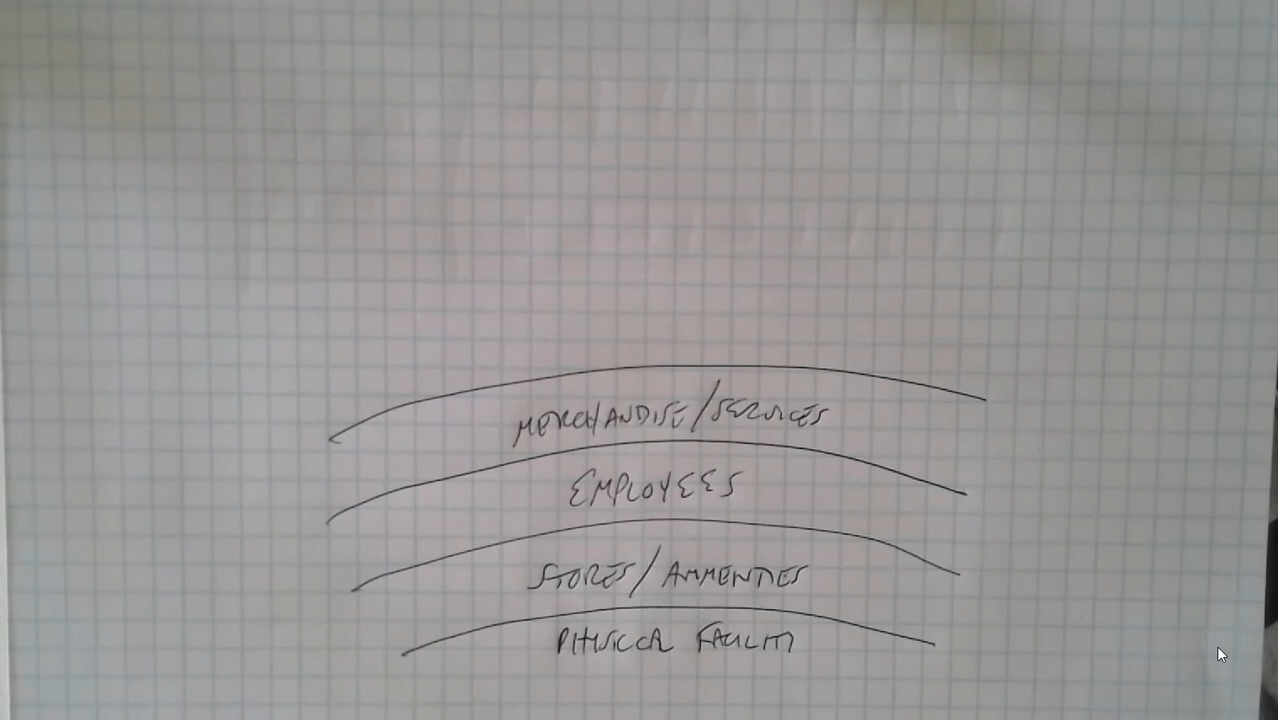 MERCHANDISE/SERVICES
EMPLOYEES
STORES/AMMENTIES
PHYSICAL FACILITY